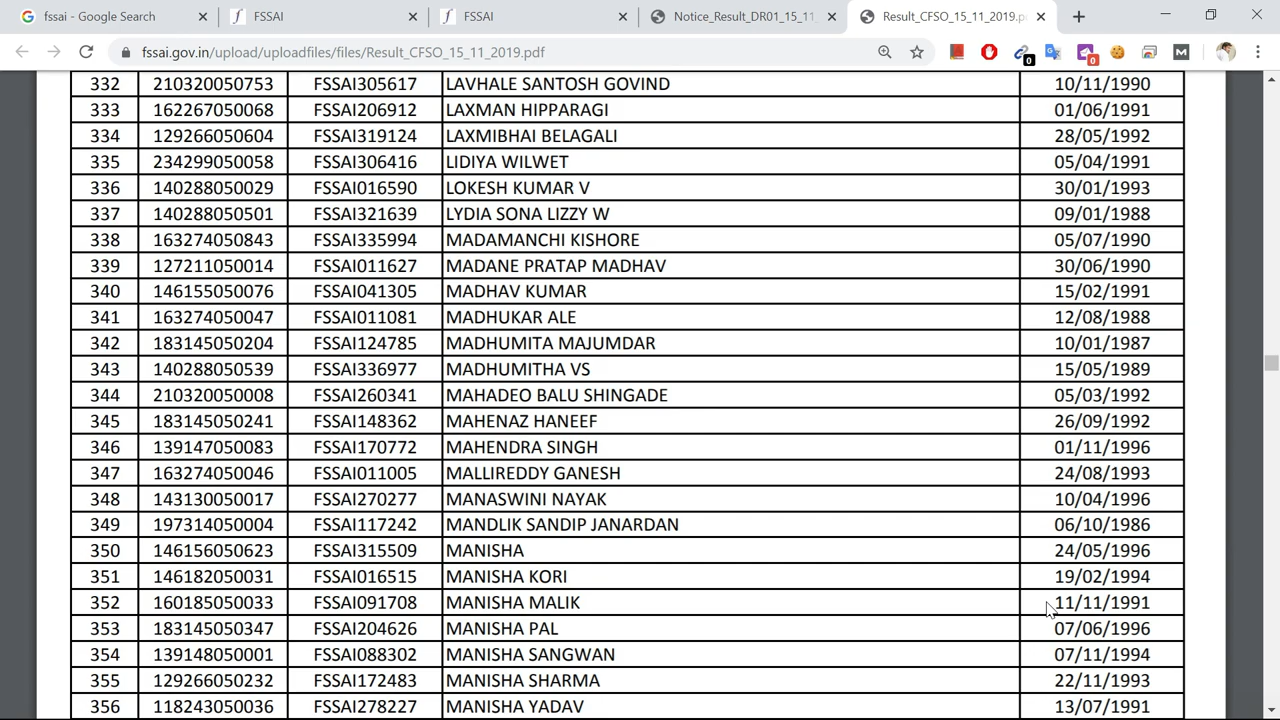 fssai - Google Search
FSSAI
FSSAI
Notice_Result_DR01_15_11
Result_CFSO_15_11_2019.p
fssai.gov.in/upload/uploadfiles/files/Result_CFSO_15_11_2019.pdf
0
0
M
332 210320050753 FSSAI305617 LAVHALE SANTOSH GOVIND 10/11/1990
333 162267050068 FSSAI206912 LAXMAN HIPPARAGI 01/06/1991
334 129266050604 FSSAI319124 LAXMIBHAI BELAGALI 28/05/1992
335 234299050058 FSSAI306416 LIDIYA WILWET 05/04/1991
336 140288050029 FSSAI016590 LOKESH KUMAR V 30/01/1993
337 140288050501 FSSAI321639 LYDIA SONA LIZZY W 09/01/1988
338 163274050843 FSSAI335994 MADAMANCHI KISHORE 05/07/1990
339 127211050014 FSSAI011627 MADANE PRATAP MADHAV 30/06/1990
340 146155050076 FSSAI041305 MADHAV KUMAR 15/02/1991
341 163274050047 FSSAI011081 MADHUKAR ALE 12/08/1988
342 183145050204 FSSAI124785 MADHUMITA MAJUMDAR 10/01/1987
343 140288050539 FSSAI336977 MADHUMITHA VS 15/05/1989
344 210320050008 FSSAI260341 MAHADEO BALU SHINGADE 05/03/1992
345 183145050241 FSSAI148362 MAHENAZ HANEEF 26/09/1992
346 139147050083 FSSAI170772 MAHENDRA SINGH 01/11/1996
347 163274050046 FSSAI011005 MALLIREDDY GANESH 24/08/1993
348 143130050017 FSSAI270277 MANASWINI NAYAK 10/04/1996
349 197314050004 FSSAI117242 MANDLIK SANDIP JANARDAN 06/10/1986
350 146156050623 FSSAI315509 MANISHA 24/05/1996
351 146182050031 FSSAI016515 MANISHA KORI 19/02/1994
352 160185050033 FSSAI091708 MANISHA MALIK 11/11/1991
353 183145050347 FSSAI204626 MANISHA PAL 07/06/1996
354 139148050001 FSSAI088302 MANISHA SANGWAN 07/11/1994
355 129266050232 FSSAI172483 MANISHA SHARMA 22/11/1993
356 118243050036 FSSAI278227 MANISHA YADAV 13/07/1991